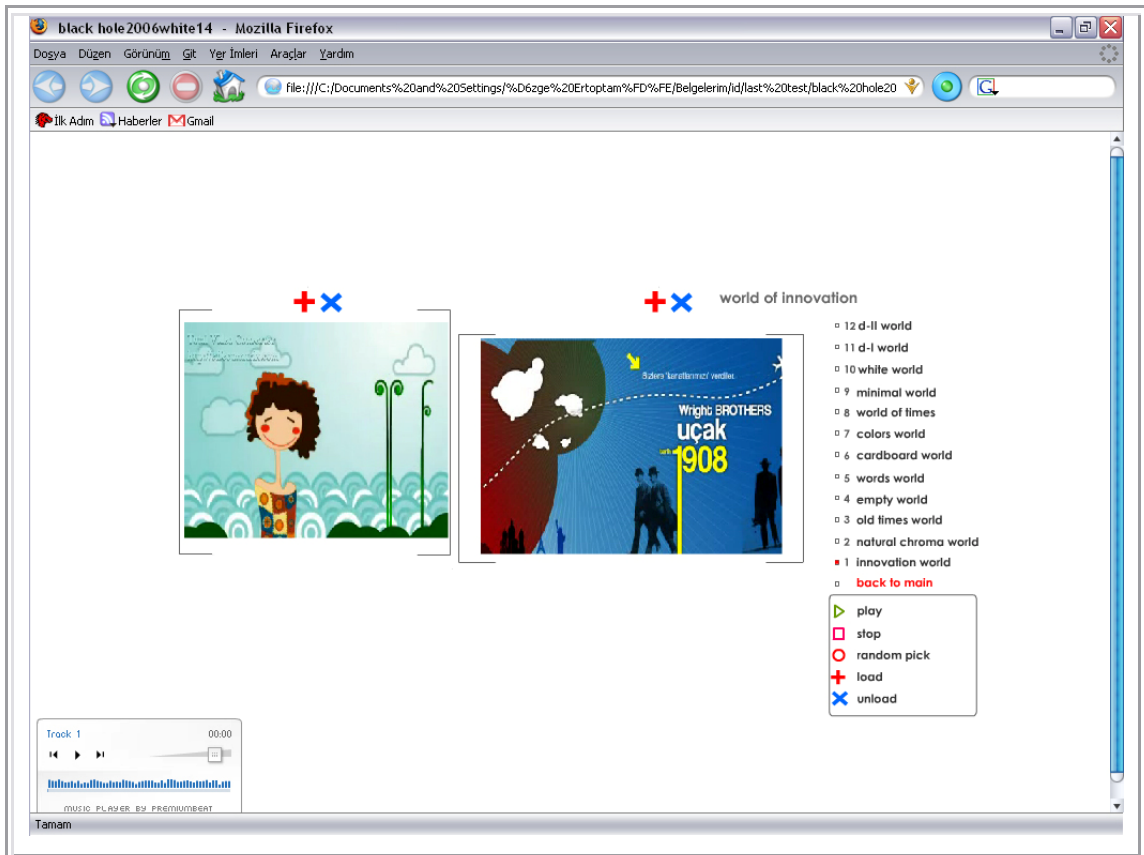 black hole2006white14 - Mozilla Firefox
Dosya Düzen Görünüm Git Yer İmleri Araçlar Yardım
file:///C:/Documents%20and%20Settings/%D6zge%20Ertoptam%FD%FE/Belgelerim/id/last%20test/black%20hole20
İlk Adım Haberler Gmail
world of innovation
12 d-II world
11 d-I world
10 white world
9 minimal world
8 world of times
7 colors world
6 cardboard world
5 words world
4 empty world
3 old times world
2 natural chroma world
1 innovation world
back to main
play
stop
random pick
load
unload
Bizlere 'kanatlarımızı' verdiler.
Wright BROTHERS
uçak
1908
Track 1 00:00
MUSIC PLAYER BY PREMIUMBEAT
Tamam